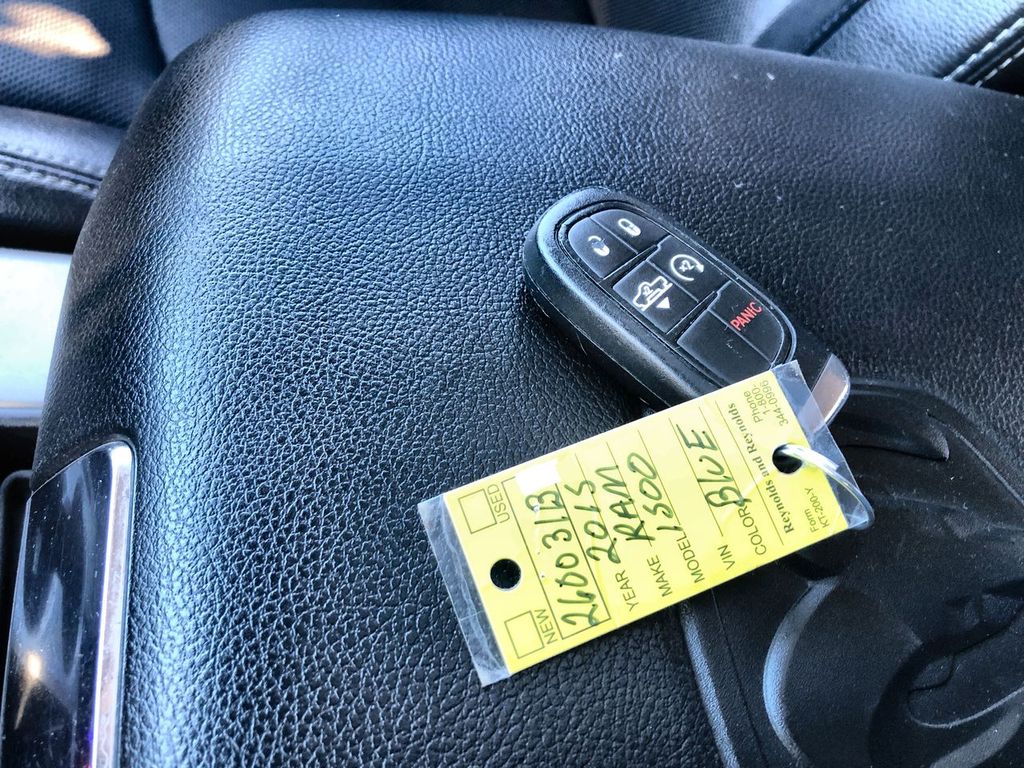 PANIC
NEW
USED
2660031B
YEAR 2015
MAKE RAM
MODEL 1500
VIN
COLOR BLUE
Reynolds and Reynolds
Form
KT-200-Y
Phone
1-800-
344-0996